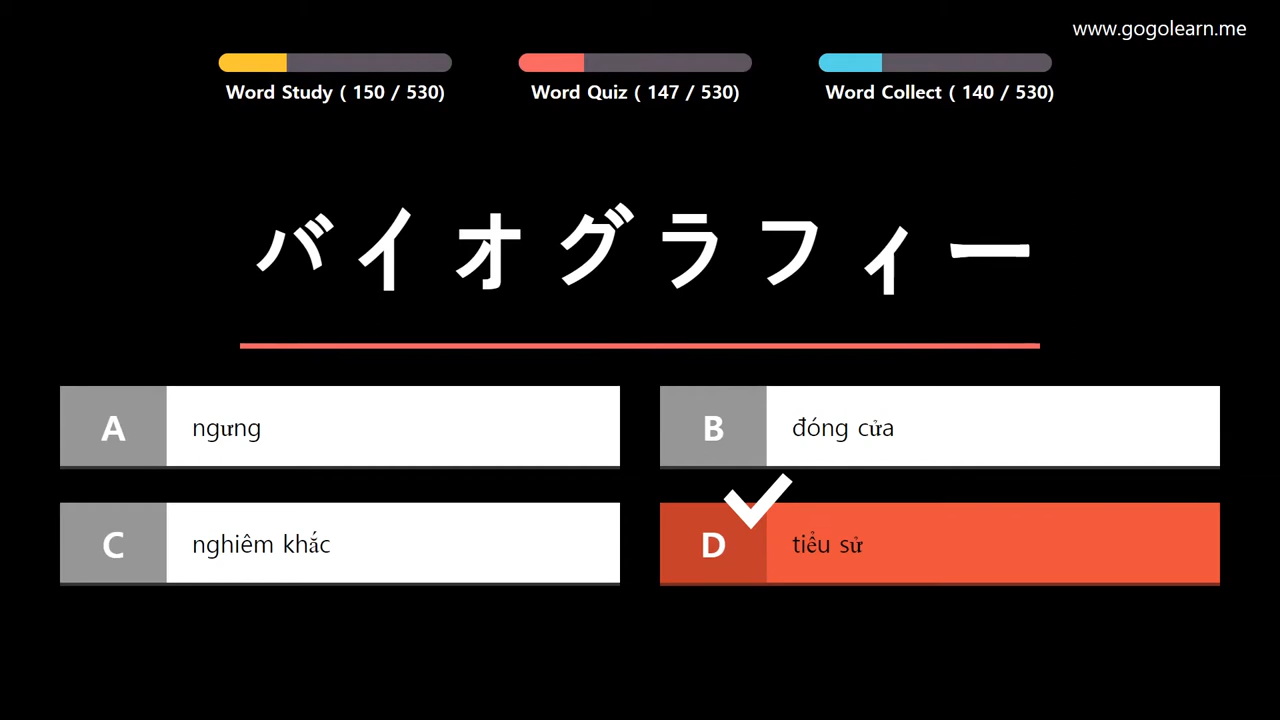 www.gogolearn.me
Word Study ( 150 / 530)
Word Quiz ( 147 / 530)
Word Collect ( 140 / 530)
バイオグラフィー
A ngưng
B đóng cửa
C nghiêm khắc
D tiểu sử